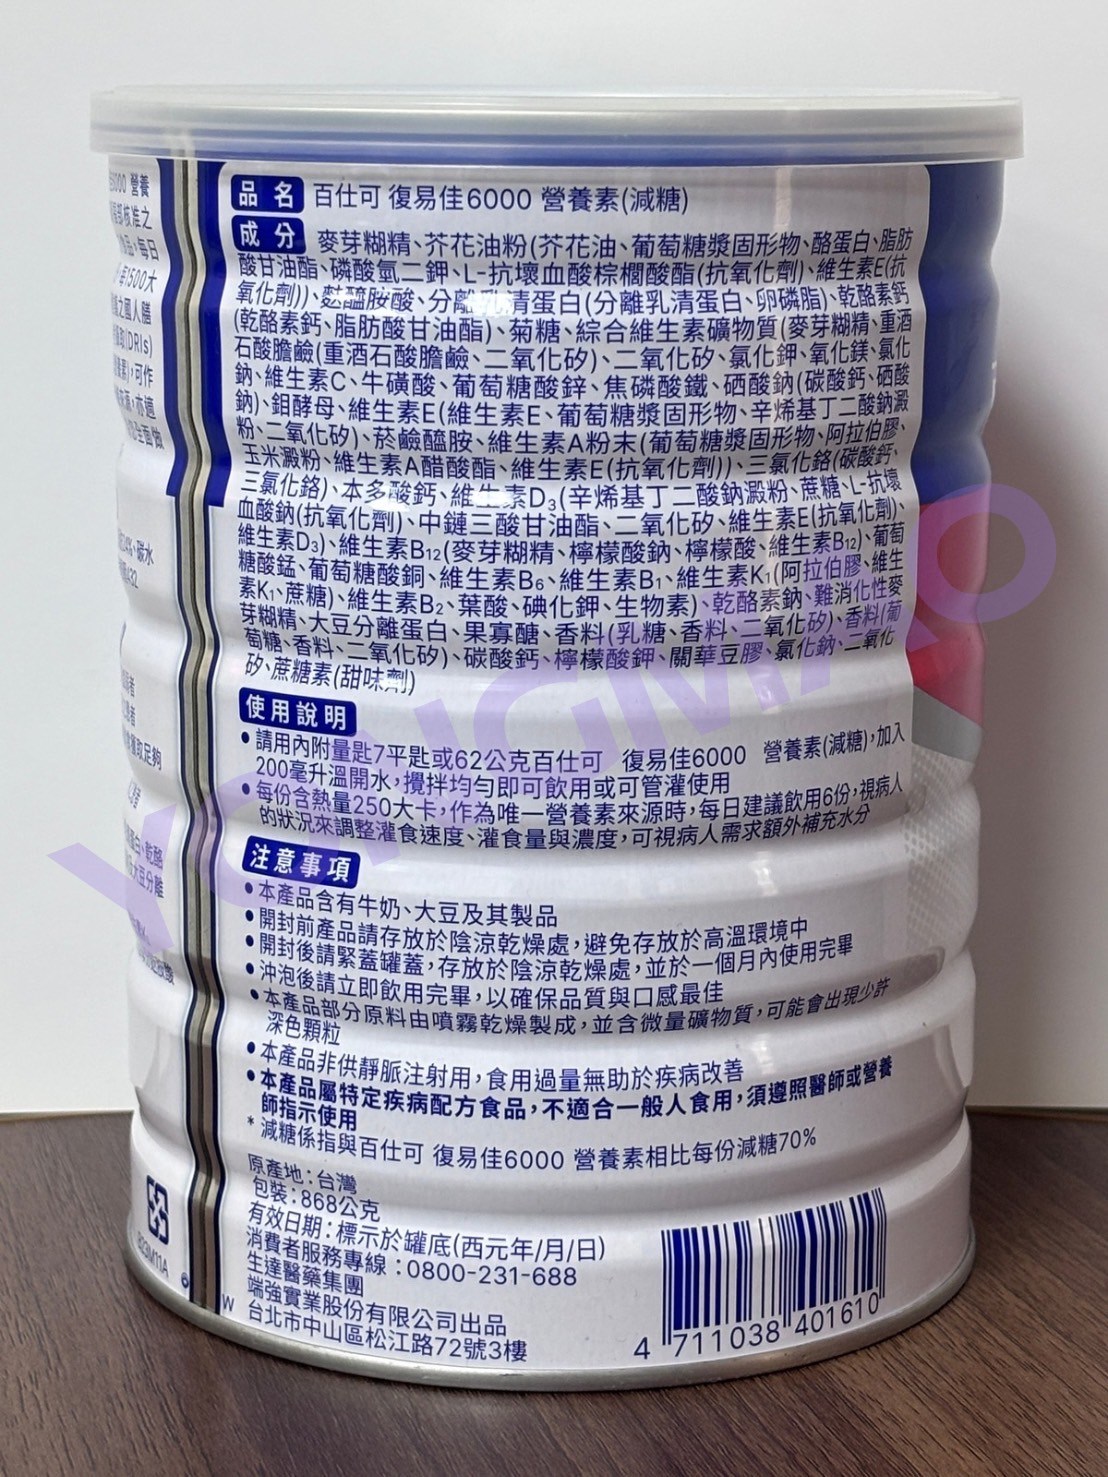 品名 百仕可 復易佳6000 營養素(減糖)
成分 麥芽糊精、芥花油粉(芥花油、葡萄糖漿固形物、酪蛋白、脂肪
酸甘油酯、磷酸氫二鉀、L-抗壞血酸棕櫚酸酯(抗氧化劑)、維生素E(抗
氧化劑))、麩醯胺酸、分離乳清蛋白(分離乳清蛋白、卵磷脂)、乾酪素鈣
(乾酪素鈣、脂肪酸甘油酯)、菊糖、綜合維生素礦物質(麥芽糊精、重酒
石酸膽鹼(重酒石酸膽鹼、二氧化矽)、二氧化矽、氯化鉀、氧化鎂、氯化
鈉、維生素C、牛磺酸、葡萄糖酸鋅、焦磷酸鐵、硒酸鈉(碳酸鈣、硒酸
鈉)、鉬酵母、維生素E(維生素E、葡萄糖漿固形物、辛烯基丁二酸鈉澱
粉、二氧化矽)、菸鹼醯胺、維生素A粉末(葡萄糖漿固形物、阿拉伯膠、
玉米澱粉、維生素A醋酸酯、維生素E(抗氧化劑))、三氯化鉻(碳酸鈣、
三氯化鉻)、本多酸鈣、維生素D3(辛烯基丁二酸鈉澱粉、蔗糖、L-抗壞
血酸鈉(抗氧化劑)、中鏈三酸甘油酯、二氧化矽、維生素E(抗氧化劑)、
維生素D3)、維生素B12(麥芽糊精、檸檬酸鈉、檸檬酸、維生素B12)、葡萄
糖酸錳、葡萄糖酸銅、維生素B6、維生素B1、維生素K1(阿拉伯膠、維生
素K1、蔗糖)、維生素B2、葉酸、碘化鉀、生物素)、乾酪素鈉、難消化性麥
芽糊精、大豆分離蛋白、果寡醣、香料(乳糖、香料、二氧化矽)、香料(葡
萄糖、香料、二氧化矽)、碳酸鈣、檸檬酸鉀、關華豆膠、氯化鈉、二氧化
矽、蔗糖素(甜味劑)
使用說明
•請用內附量匙7平匙或62公克百仕可 復易佳6000 營養素(減糖),加入
200毫升溫開水,攪拌均勻即可飲用或可管灌使用
•每份含熱量250大卡,作為唯一營養素來源時,每日建議飲用6份,視病人
的狀況來調整灌食速度、灌食量與濃度,可視病人需求額外補充水分
注意事項
•本產品含有牛奶、大豆及其製品
•開封前產品請存放於陰涼乾燥處,避免存放於高溫環境中
•開封後請緊蓋罐蓋,存放於陰涼乾燥處,並於一個月內使用完畢
•沖泡後請立即飲用完畢,以確保品質與口感最佳
•本產品部分原料由噴霧乾燥製成,並含微量礦物質,可能會出現少許
深色顆粒
•本產品非供靜脈注射用,食用過量無助於疾病改善
•本產品屬特定疾病配方食品,不適合一般人食用,須遵照醫師或營養
師指示使用
* 減糖係指與百仕可 復易佳6000 營養素相比每份減糖70%
原產地:台灣
包裝:868公克
有效日期:標示於罐底(西元年/月/日)
消費者服務專線:0800-231-688
生達醫藥集團
端強實業股份有限公司出品
台北市中山區松江路72號3樓
4 711038 401610
YONGMAO